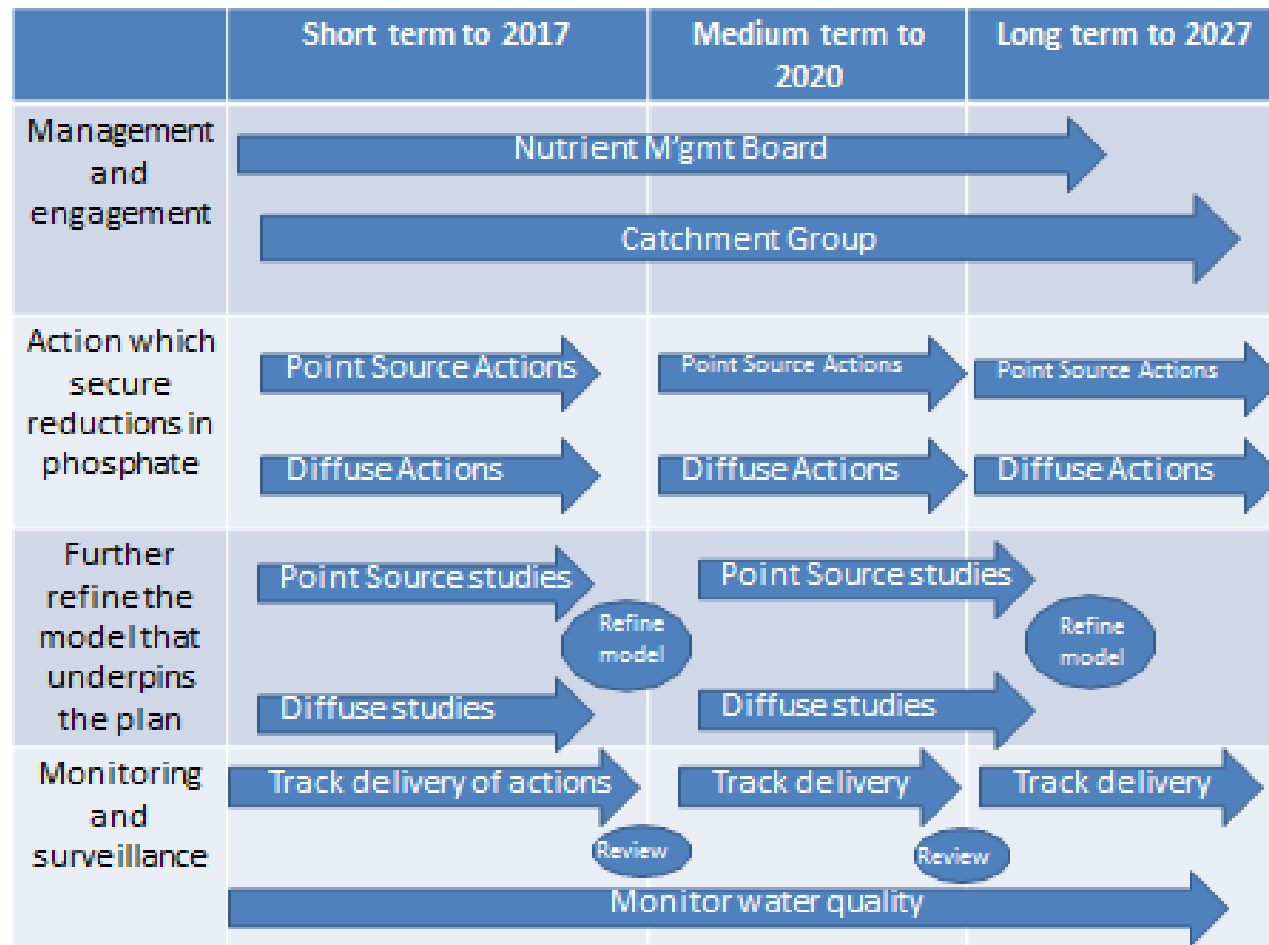 Short term to 2017
Medium term to
2020
Long term to 2027
Management
and
engagement
Nutrient M'gmt Board
Catchment Group
Action which
secure
reductions in
phosphate
Point Source Actions
Point Source Actions
Point Source Actions
Diffuse Actions
Diffuse Actions
Diffuse Actions
Further
refine the
model that
underpins
the plan
Point Source studies
Point Source studies
Refine
model
Refine
model
Diffuse studies
Diffuse studies
Monitoring
and
surveillance
Track delivery of actions
Track delivery
Track delivery
Review
Review
Monitor water quality